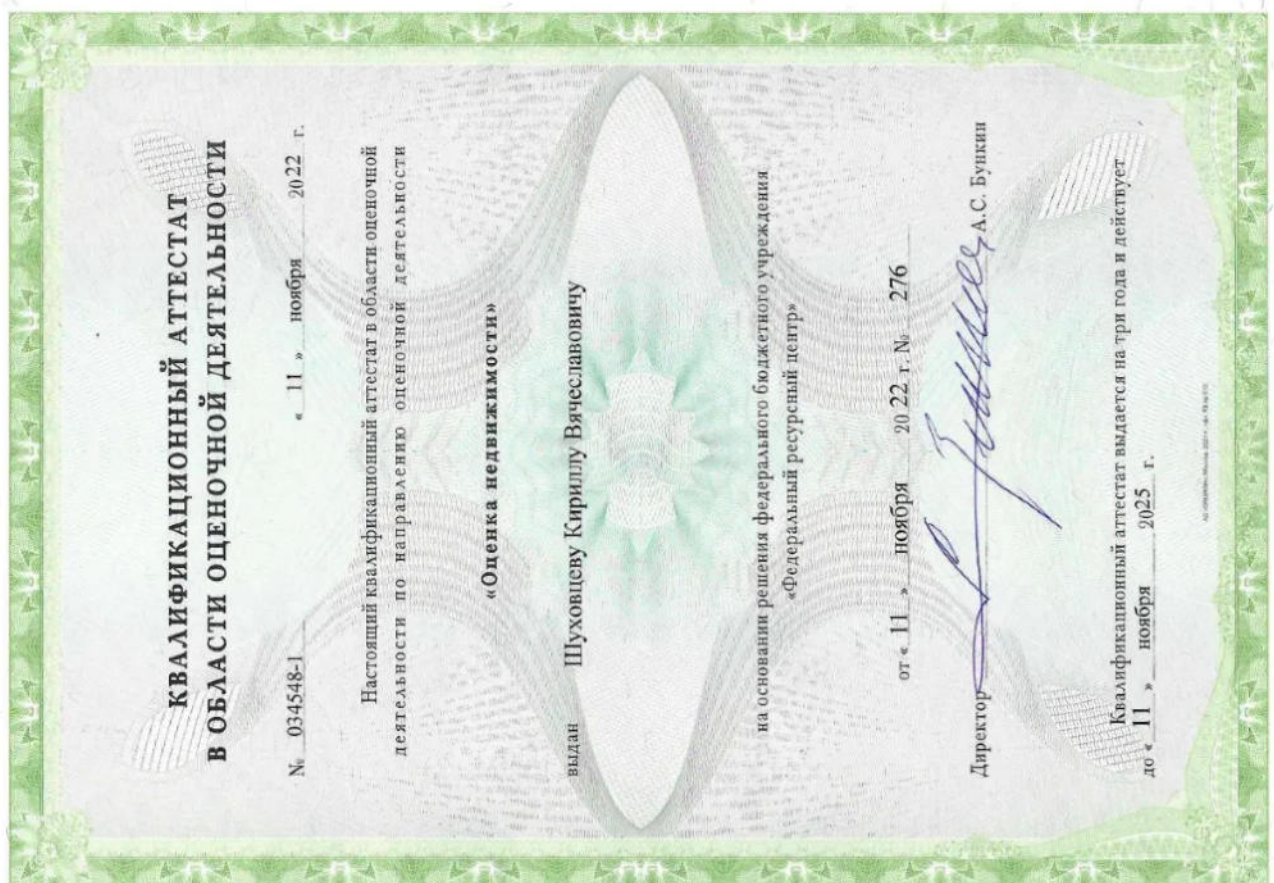 КВАЛИФИКАЦИОННЫЙ АТТЕСТАТ
В ОБЛАСТИ ОЦЕНОЧНОЙ ДЕЯТЕЛЬНОСТИ
№ 034548-1 « 11 » ноября 2022 г.
Настоящий квалификационный аттестат в области оценочной
деятельности по направлению оценочной деятельности
«Оценка недвижимости»
выдан Шуховцеву Кириллу Вячеславовичу
на основании решения федерального бюджетного учреждения
«Федеральный ресурсный центр»
от « 11 » ноября 20 22 г. № 276
Директор А.С. Бункин
Квалификационный аттестат выдается на три года и действует
до « 11 » ноября 2025 г.